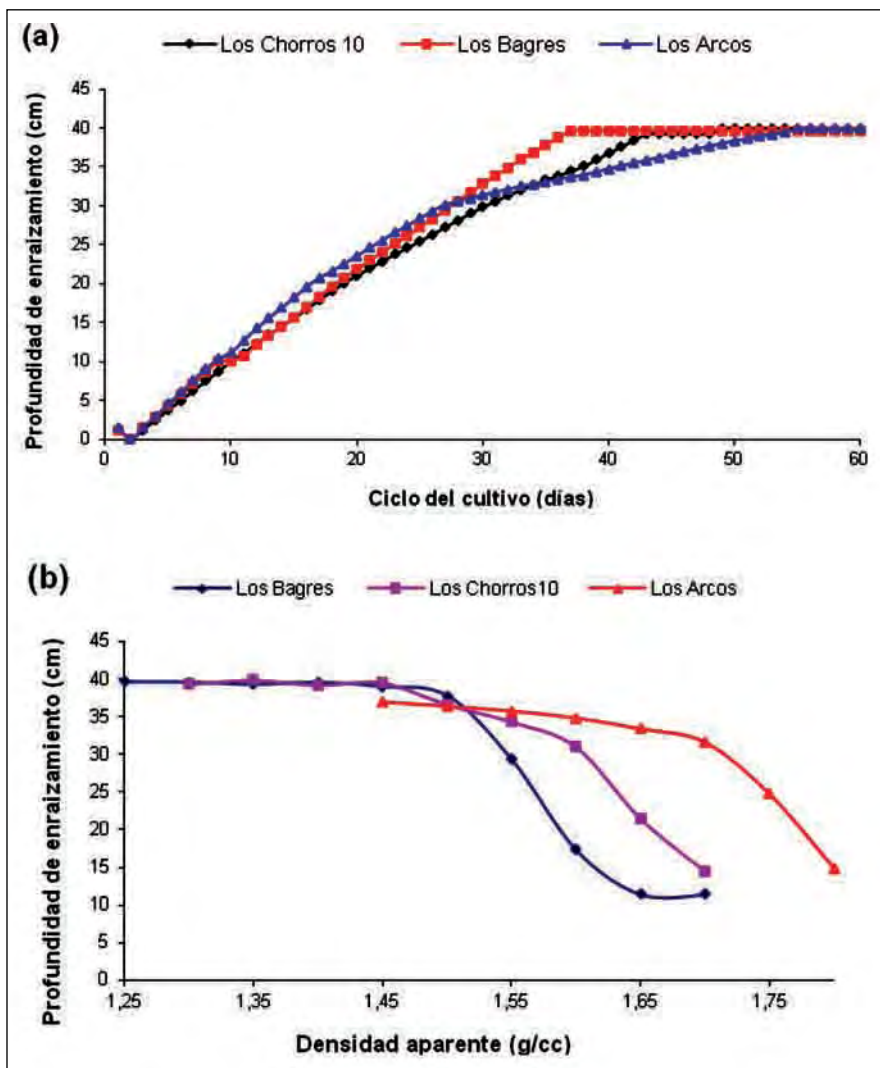 (a)
Los Chorros 10 Los Bagres Los Arcos
45
40
35
30
25
20
15
10
5
0
Profundidad de enraizamiento (cm)
0 10 20 30 40 50 60
Ciclo del cultivo (días)
(b)
Los Bagres Los Chorros10 Los Arcos
45
40
35
30
25
20
15
10
5
0
Profundidad de enraizamiento (cm)
1,25 1,35 1,45 1,55 1,65 1,75
Densidad aparente (g/cc)